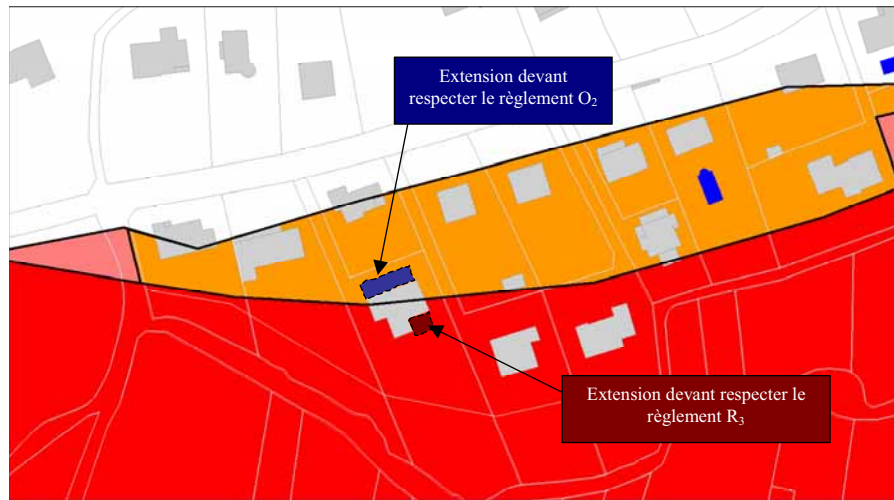 Extension devant
respecter le règlement O₂
Extension devant respecter le
règlement R₃